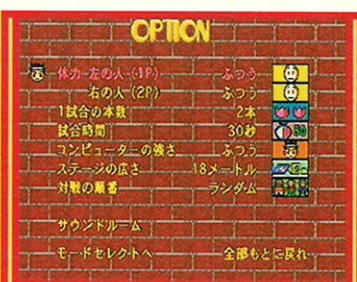 OPTION
体力 左の人 (1P) ふつう
右の人 (2P) ふつう
1試合の本数 2本
試合時間 30秒
コンピューターの強さ ふつう
ステージの広さ 18メートル
対戦の順番 ランダム
サウンドルーム
モードセレクトへ 全部もとに戻れ